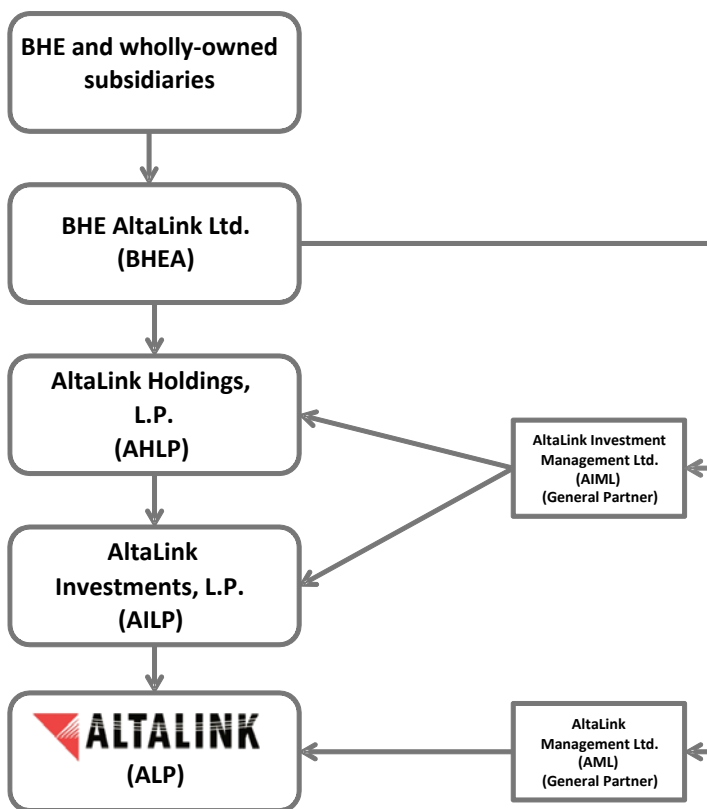 BHE and wholly-owned
subsidiaries
BHE AltaLink Ltd.
(BHEA)
AltaLink Holdings,
L.P.
(AHLP)
AltaLink Investment
Management Ltd.
(AIML)
(General Partner)
AltaLink
Investments, L.P.
(AILP)
ALTALINK
(ALP)
AltaLink
Management Ltd.
(AML)
(General Partner)